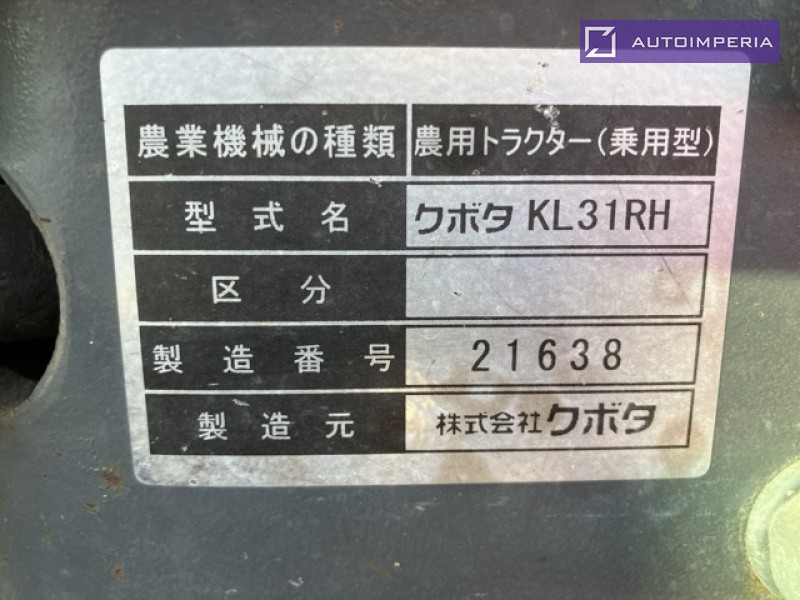 AUTOIMPERIA
農業機械の種類 農用トラクター(乗用型)
型式名 クボタ KL31RH
区分
製造番号 21638
製造元 株式会社クボタ